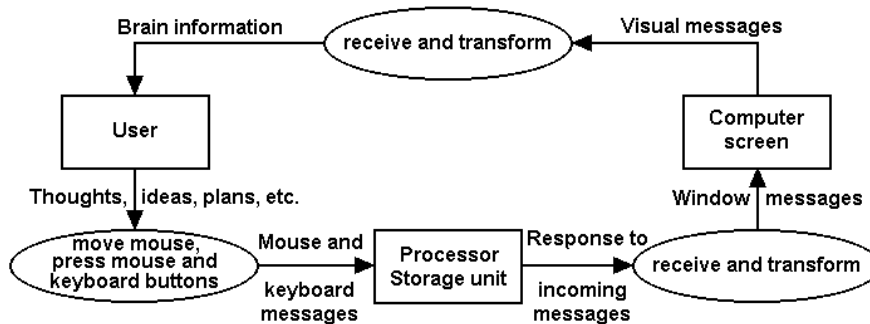 Brain information
receive and transform
Visual messages
User
Computer
screen
Thoughts, ideas, plans, etc.
Window messages
move mouse,
press mouse and
keyboard buttons
Mouse and
keyboard
messages
Processor
Storage unit
Response to
incoming
messages
receive and transform